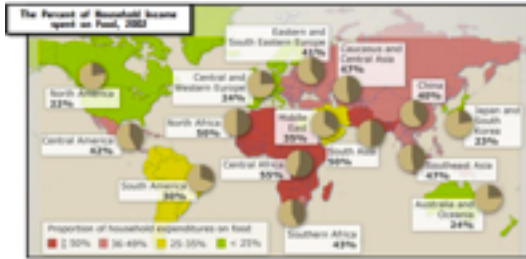 The Percent of Household Income
spent on Food, 2002
Eastern and
South Eastern Europe
41%
Caucasus and
Central Asia
47%
North America
22%
Central and
Western Europe
24%
China
40%
Japan and
South
Korea
23%
North Africa
50%
Middle
East
35%
Central America
42%
South Asia
50%
Central Africa
55%
Southeast Asia
47%
South America
30%
Australia and
Oceania
24%
Southern Africa
43%
Proportion of household expenditures on food
50%
36-49%
25-35%
< 25%